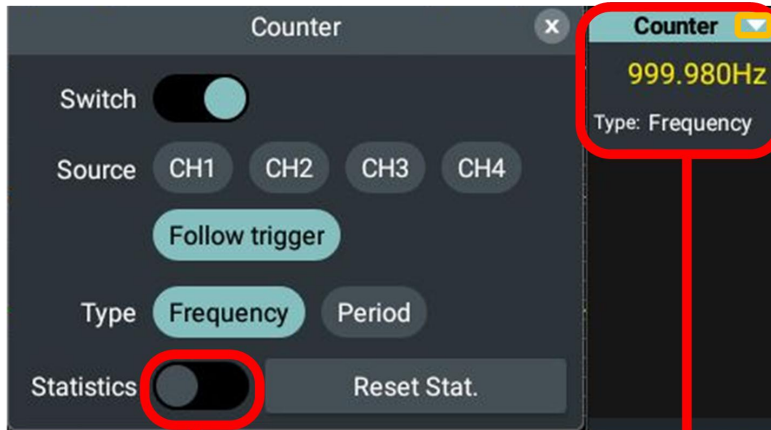 Counter
x
Switch
Source CH1 CH2 CH3 CH4
Follow trigger
Type Frequency Period
Statistics Reset Stat.
Counter
999.980Hz
Type: Frequency